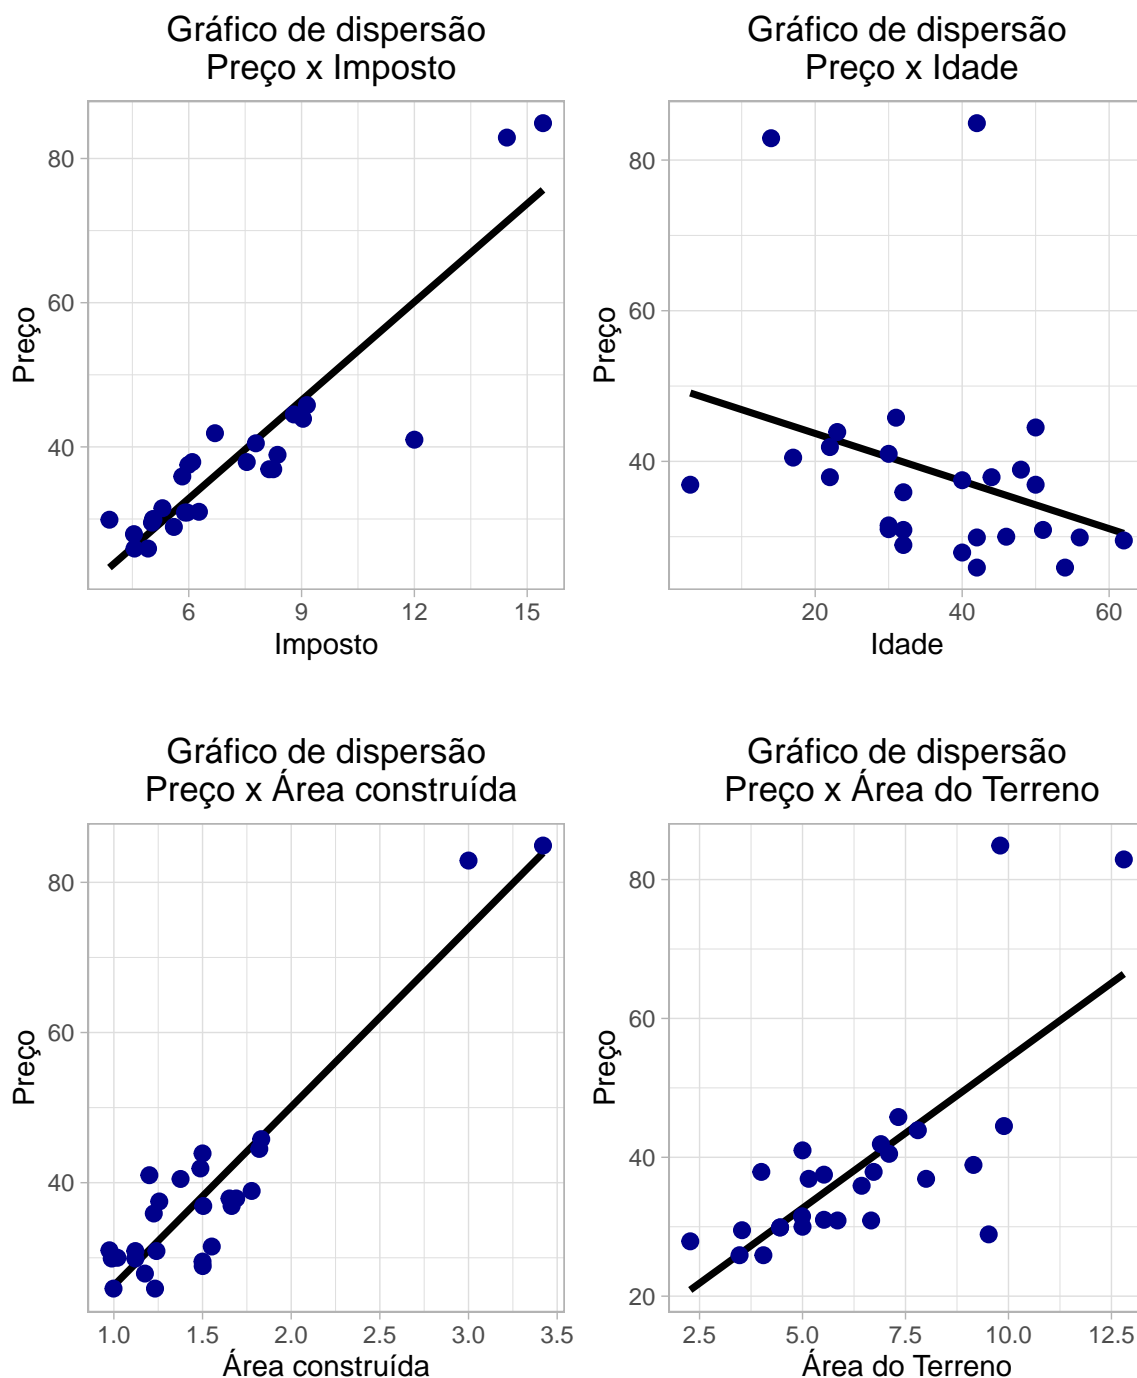 Gráfico de dispersão
Preço x Imposto
80
60
40
Preço
6
9
12
15
Imposto
Gráfico de dispersão
Preço x Idade
80
60
40
Preço
20
40
60
Idade
Gráfico de dispersão
Preço x Área construída
80
60
40
Preço
1.0
1.5
2.0
2.5
3.0
3.5
Área construída
Gráfico de dispersão
Preço x Área do Terreno
80
60
40
20
Preço
2.5
5.0
7.5
10.0
12.5
Área do Terreno